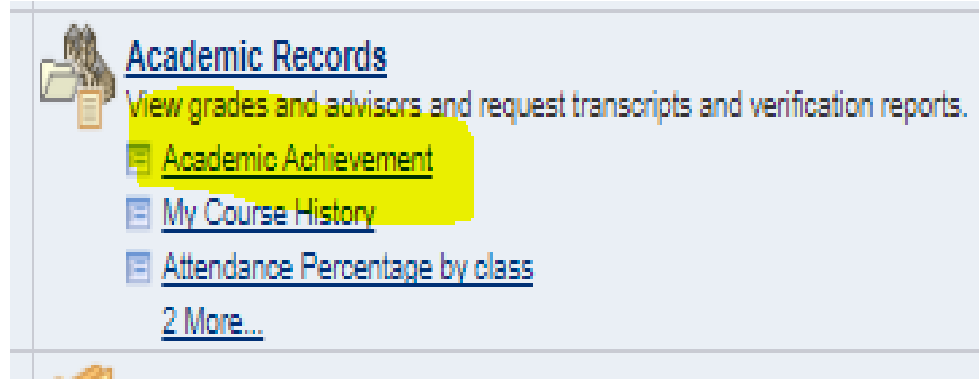 Academic Records
View grades and advisors and request transcripts and verification reports.
Academic Achievement
My Course History
Attendance Percentage by class
2 More...